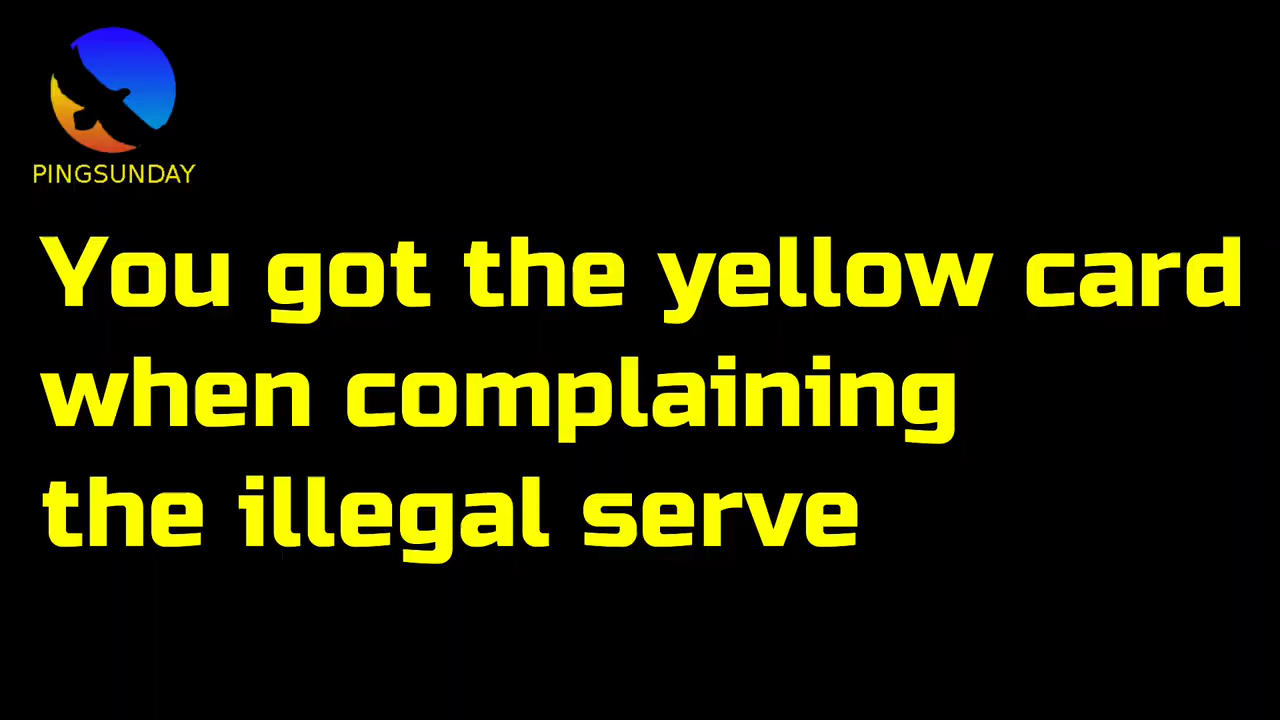 PINGSUNDAY
You got the yellow card
when complaining
the illegal serve